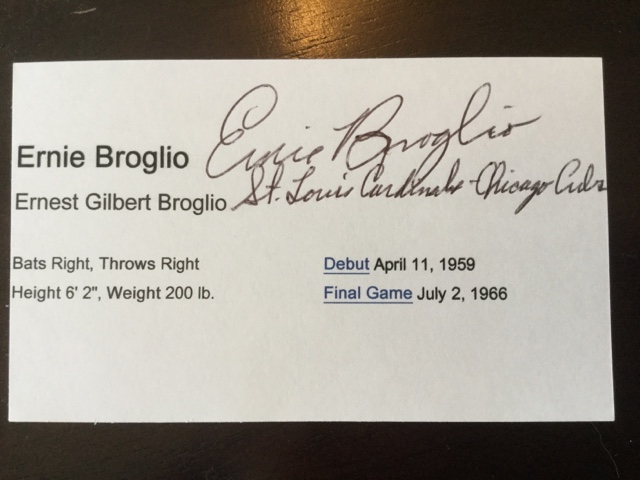 Ernie Broglio
Ernie Broglio
Ernest Gilbert Broglio
St. Louis Cardinals - Chicago Cubs
Bats Right, Throws Right
Height 6' 2", Weight 200 lb.
Debut April 11, 1959
Final Game July 2, 1966